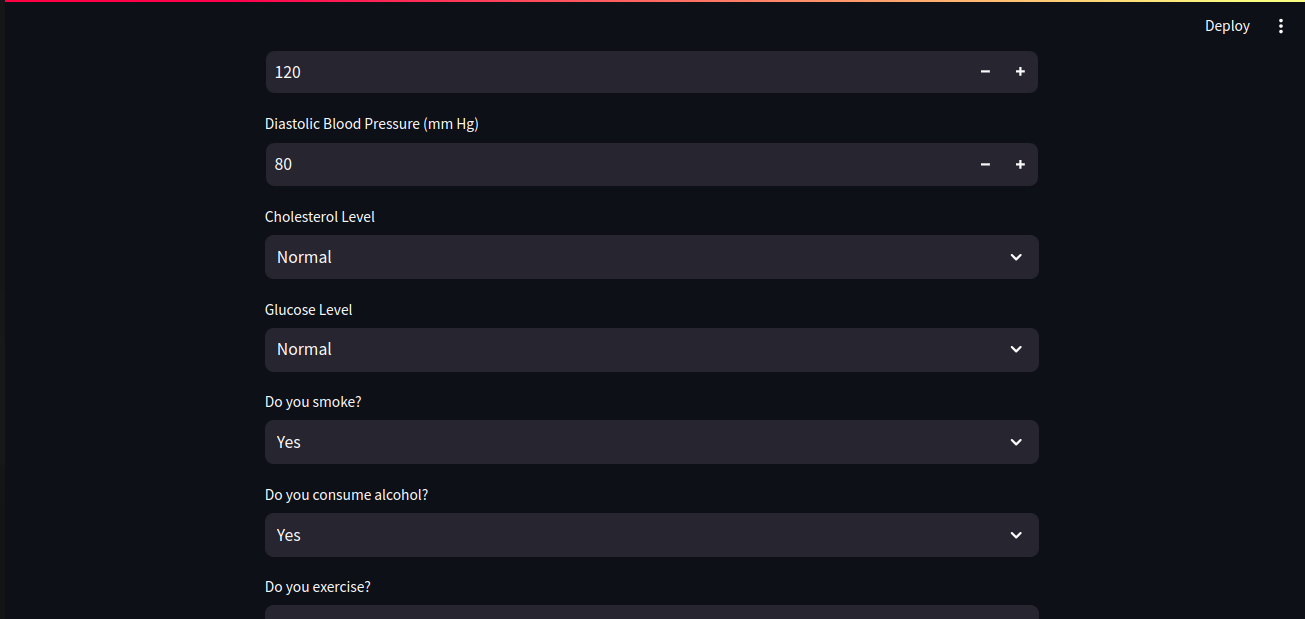 Deploy
120
Diastolic Blood Pressure (mm Hg)
80
Cholesterol Level
Normal
Glucose Level
Normal
Do you smoke?
Yes
Do you consume alcohol?
Yes
Do you exercise?